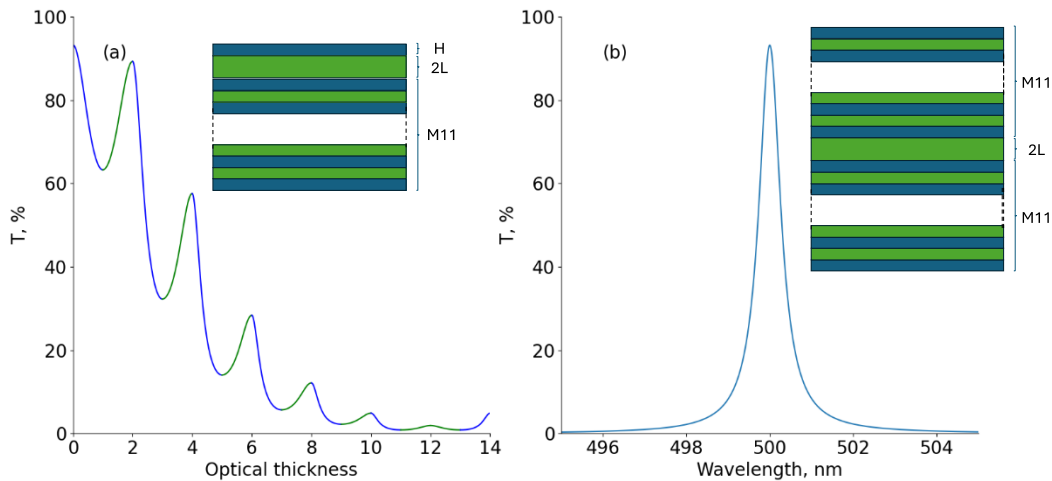 100
80
60
40
20
0
T, %
(a)
H
2L
M11
0 2 4 6 8 10 12 14
Optical thickness
100
80
60
40
20
0
T, %
(b)
M11
2L
M11
496 498 500 502 504
Wavelength, nm